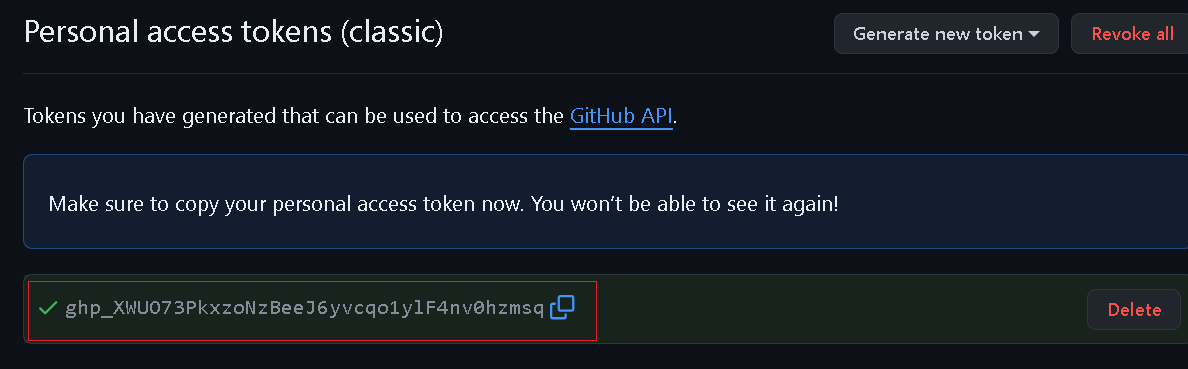 Personal access tokens (classic)
Generate new token
Revoke all
Tokens you have generated that can be used to access the GitHub API.
Make sure to copy your personal access token now. You won’t be able to see it again!
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
Delete